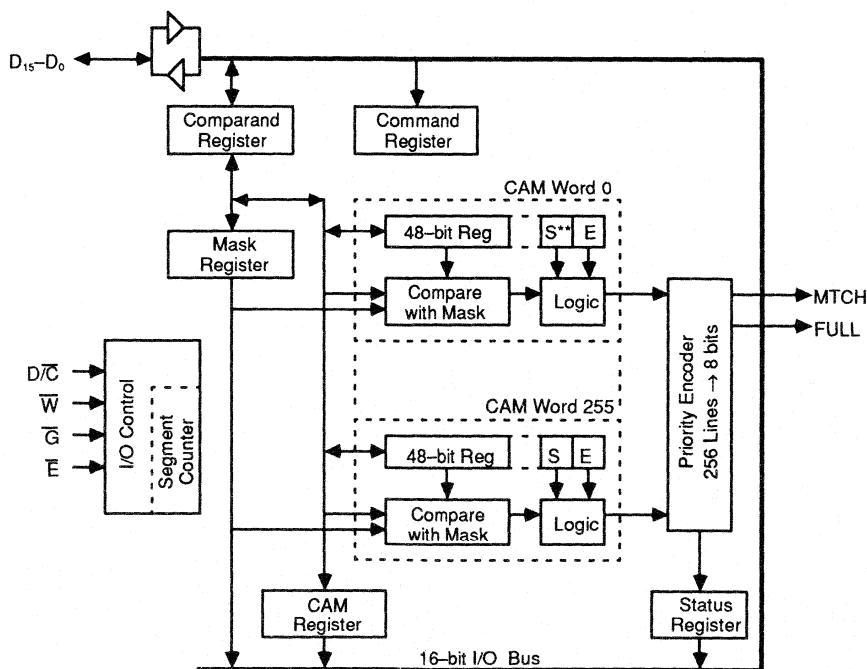 D₁₅–D₀
Comparand
Register
Command
Register
CAM Word 0
48–bit Reg
S** E
Mask
Register
Compare
with Mask
Logic
MTCH
FULL
Priority Encoder
256 Lines → 8 bits
D/C̅
W̅
G̅
E̅
I/O Control
Segment
Counter
CAM Word 255
48–bit Reg
S E
Compare
with Mask
Logic
CAM
Register
Status
Register
16–bit I/O Bus